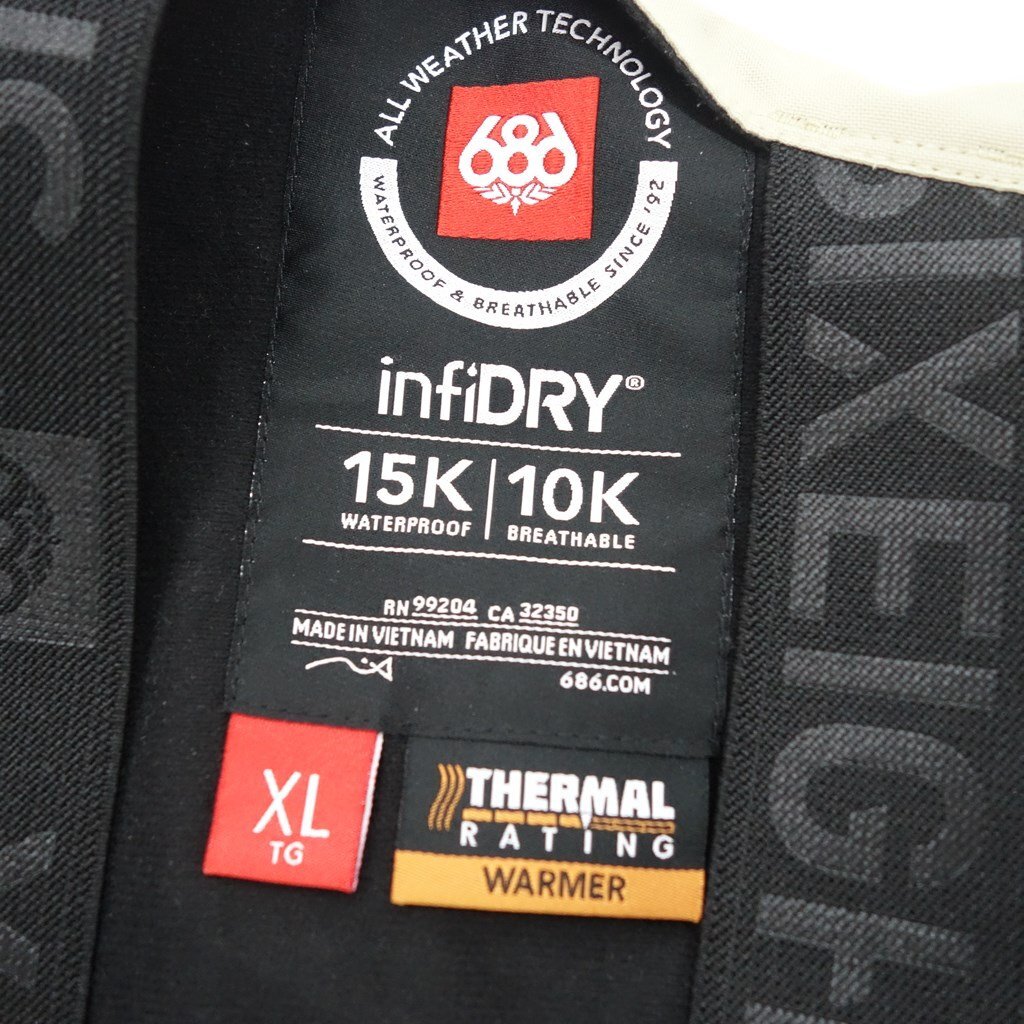 ALL WEATHER TECHNOLOGY
686
WATERPROOF & BREATHABLE SINCE '92
infiDRY®
15K | 10K
WATERPROOF BREATHABLE
RN 99204 CA 32350
MADE IN VIETNAM FABRIQUE EN VIETNAM
686.COM
XL
TG
THERMAL
RATING
WARMER